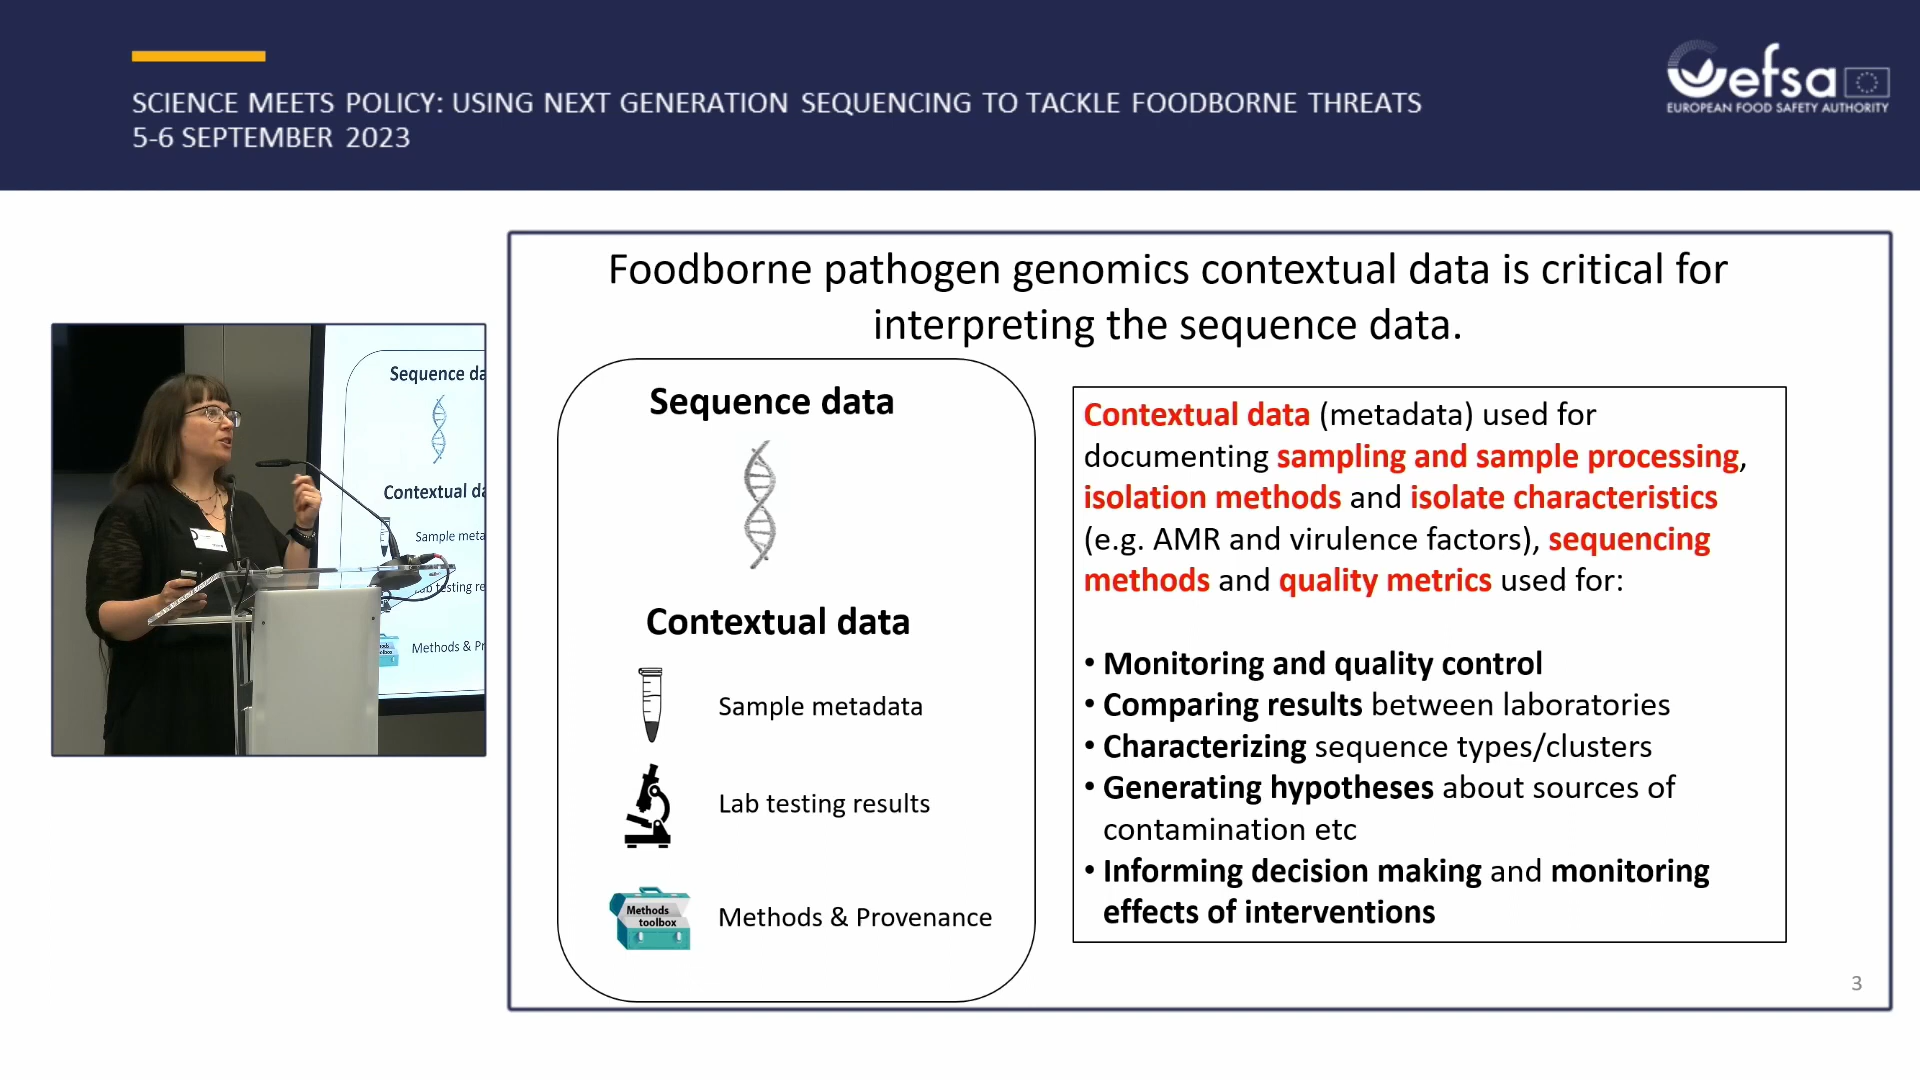 SCIENCE MEETS POLICY: USING NEXT GENERATION SEQUENCING TO TACKLE FOODBORNE THREATS
5-6 SEPTEMBER 2023
efsa
EUROPEAN FOOD SAFETY AUTHORITY
Sequence da
Contextual da
Sample meta
ab testing re
Methods & Pr
Foodborne pathogen genomics contextual data is critical for
interpreting the sequence data.
Sequence data
Contextual data
Sample metadata
Lab testing results
Methods
toolbox
Methods & Provenance
Contextual data (metadata) used for
documenting sampling and sample processing,
isolation methods and isolate characteristics
(e.g. AMR and virulence factors), sequencing
methods and quality metrics used for:
• Monitoring and quality control
• Comparing results between laboratories
• Characterizing sequence types/clusters
• Generating hypotheses about sources of
contamination etc
• Informing decision making and monitoring
effects of interventions
3